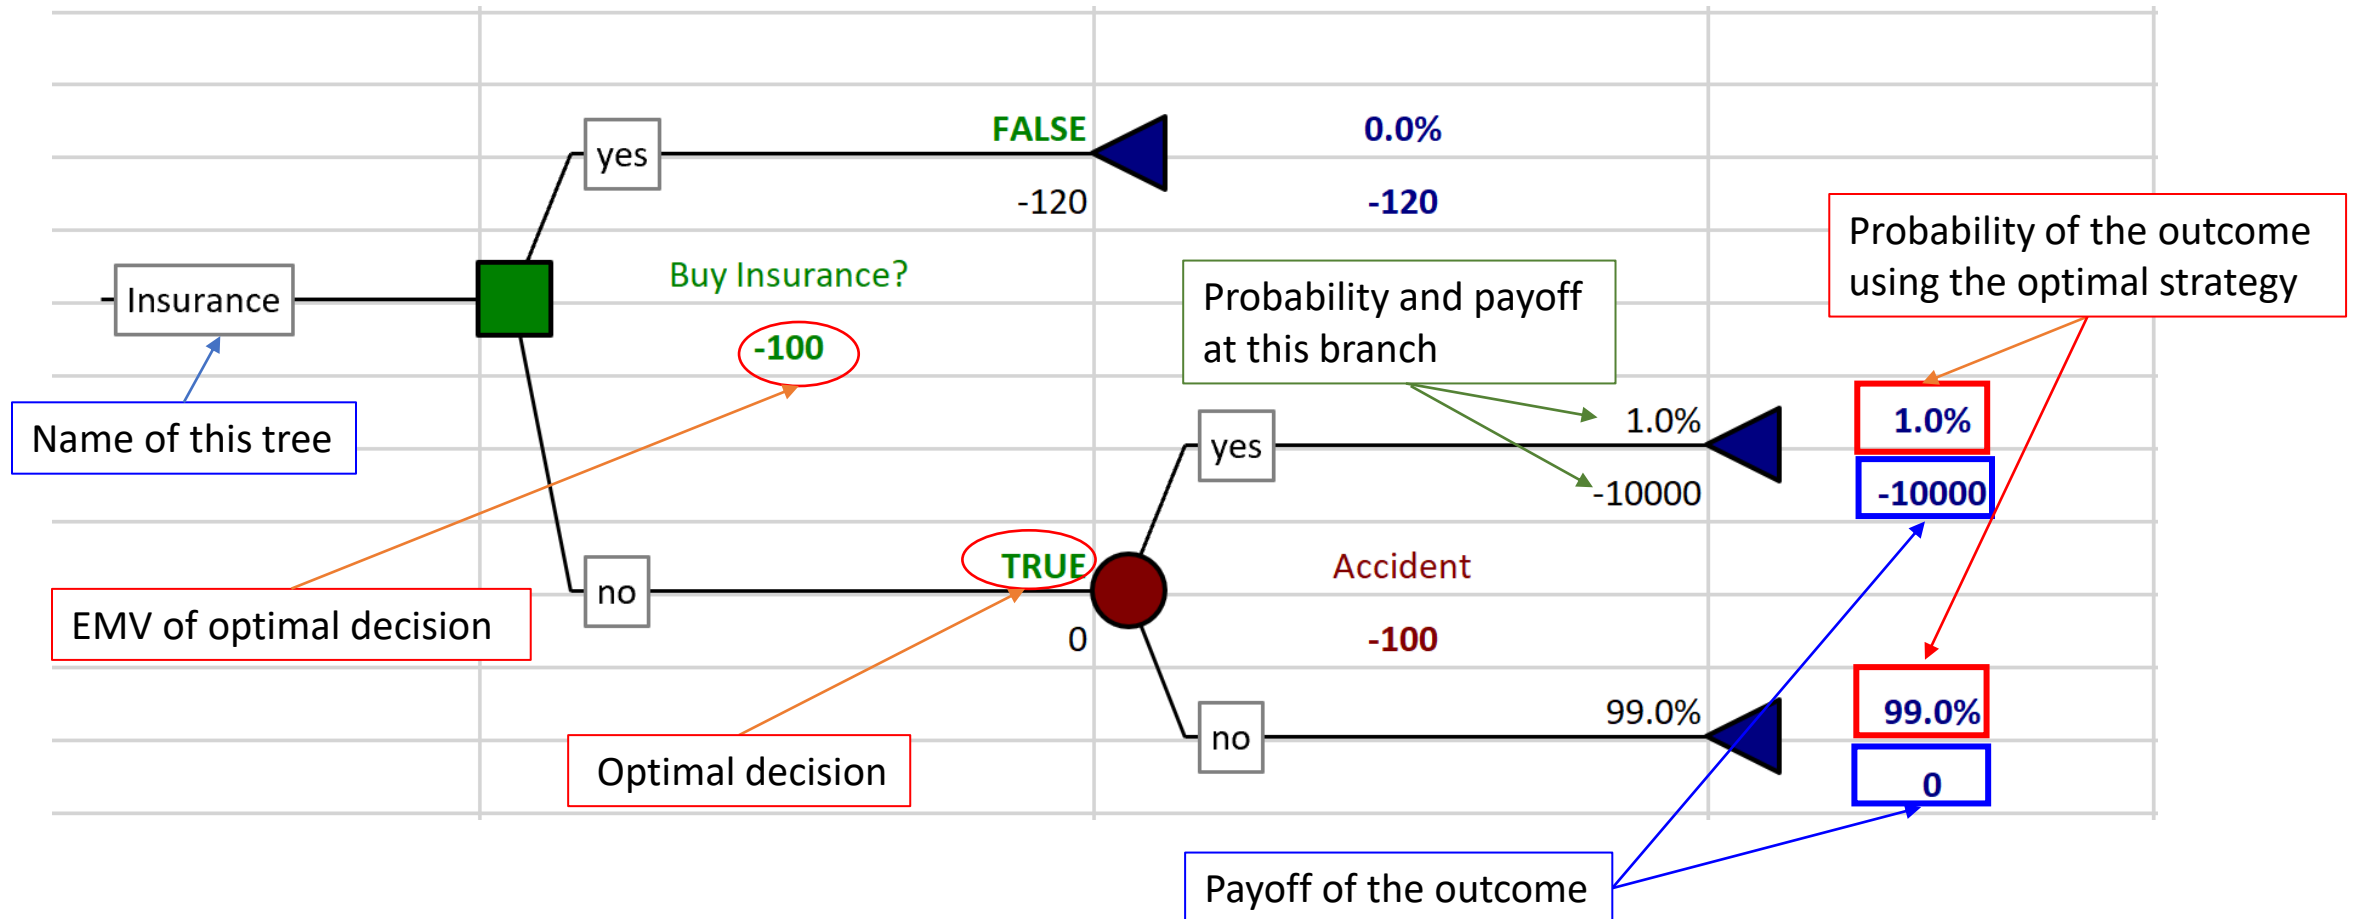 FALSE
0.0%
yes
-120
-120
Probability of the outcome
using the optimal strategy
Buy Insurance?
Insurance
Probability and payoff
at this branch
-100
Name of this tree
1.0%
1.0%
yes
-10000
-10000
TRUE
Accident
no
EMV of optimal decision
0
-100
99.0%
99.0%
no
Optimal decision
0
Payoff of the outcome